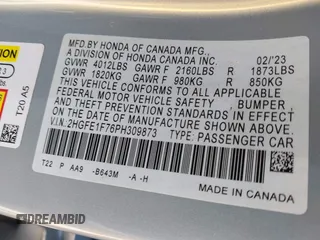 MFD.BY HONDA OF CANADA MFG., 02/'23
A DIVISION OF HONDA CANADA INC.
GVWR 4012LBS GAWR F 2160LBS R 1873LBS
GVWR 1820KG GAWR F 980KG R 850KG
THIS VEHICLE CONFORMS TO ALL APPLICABLE
FEDERAL MOTOR VEHICLE SAFETY , BUMPER ,
AND THEFT PREVENTION STANDARDS IN EFFECT
ON THE DATE OF MANUFACTURE SHOWN ABOVE.
V.I.N: 2HGFE1F76PH309873 TYPE: PASSENGER CAR
T22 P AA9 -B643M -A -H
MADE IN CANADA
T20 A5
23
© DREAMBID
DREAMBID.COM